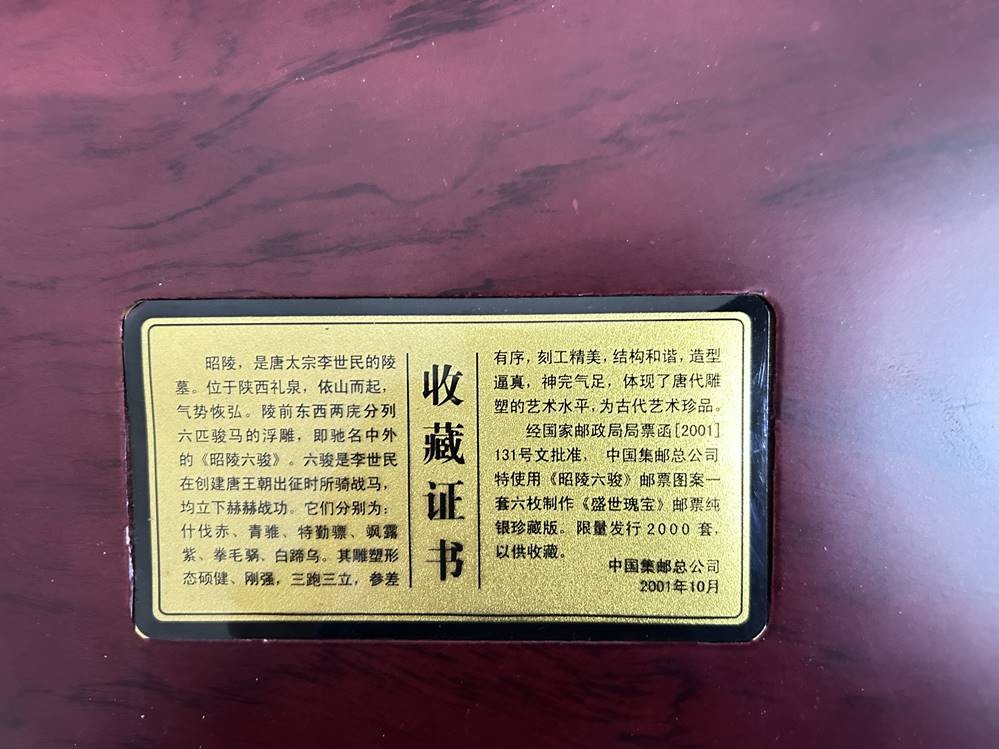 昭陵，是唐太宗李世民的陵
墓。位于陕西礼泉，依山而起，
气势恢弘。陵前东西两庑分列
六匹骏马的浮雕，即驰名中外
的《昭陵六骏》。六骏是李世民
在创建唐王朝出征时所骑战马，
均立下赫赫战功。它们分别为：
什伐赤、青骓、特勤骠、飒露
紫、拳毛騧、白蹄乌。其雕塑形
态硕健、刚强，三跑三立，参差
收藏证书
有序，刻工精美，结构和谐，造型
逼真，神完气足，体现了唐代雕
塑的艺术水平，为古代艺术珍品。
经国家邮政局局票函[2001]
131号文批准，中国集邮总公司
特使用《昭陵六骏》邮票图案一
套六枚制作《盛世瑰宝》邮票纯
银珍藏版。限量发行2000套，
以供收藏。
中国集邮总公司
2001年10月